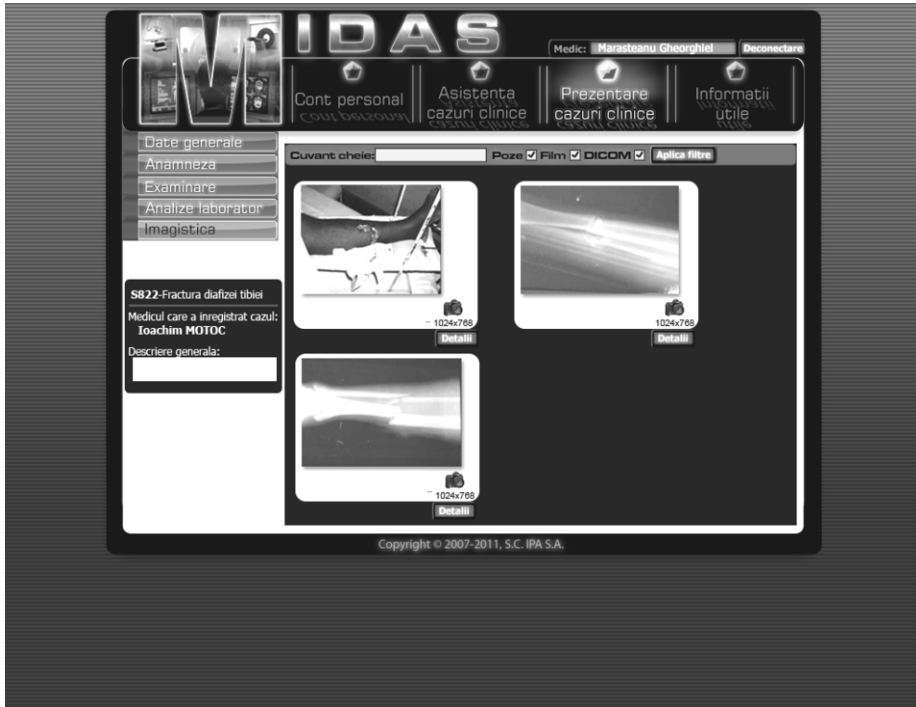 MIDAS
Medic: Marasteanu Gheorghiel Deconectare
Cont personal
Asistenta
cazuri clinice
Prezentare
cazuri clinice
Informatii
utile
Date generale
Anamneza
Examinare
Analize laborator
Imagistica
Cuvant cheie: Poze Film DICOM Aplica filtre
1024x768
Detalii
1024x768
Detalii
S822-Fractura diafizei tibiei
Medicul care a inregistrat cazul:
Ioachim MOTOC
Descriere generala:
-- 1024x768
Detalii
Copyright © 2007-2011, S.C. IPA S.A.